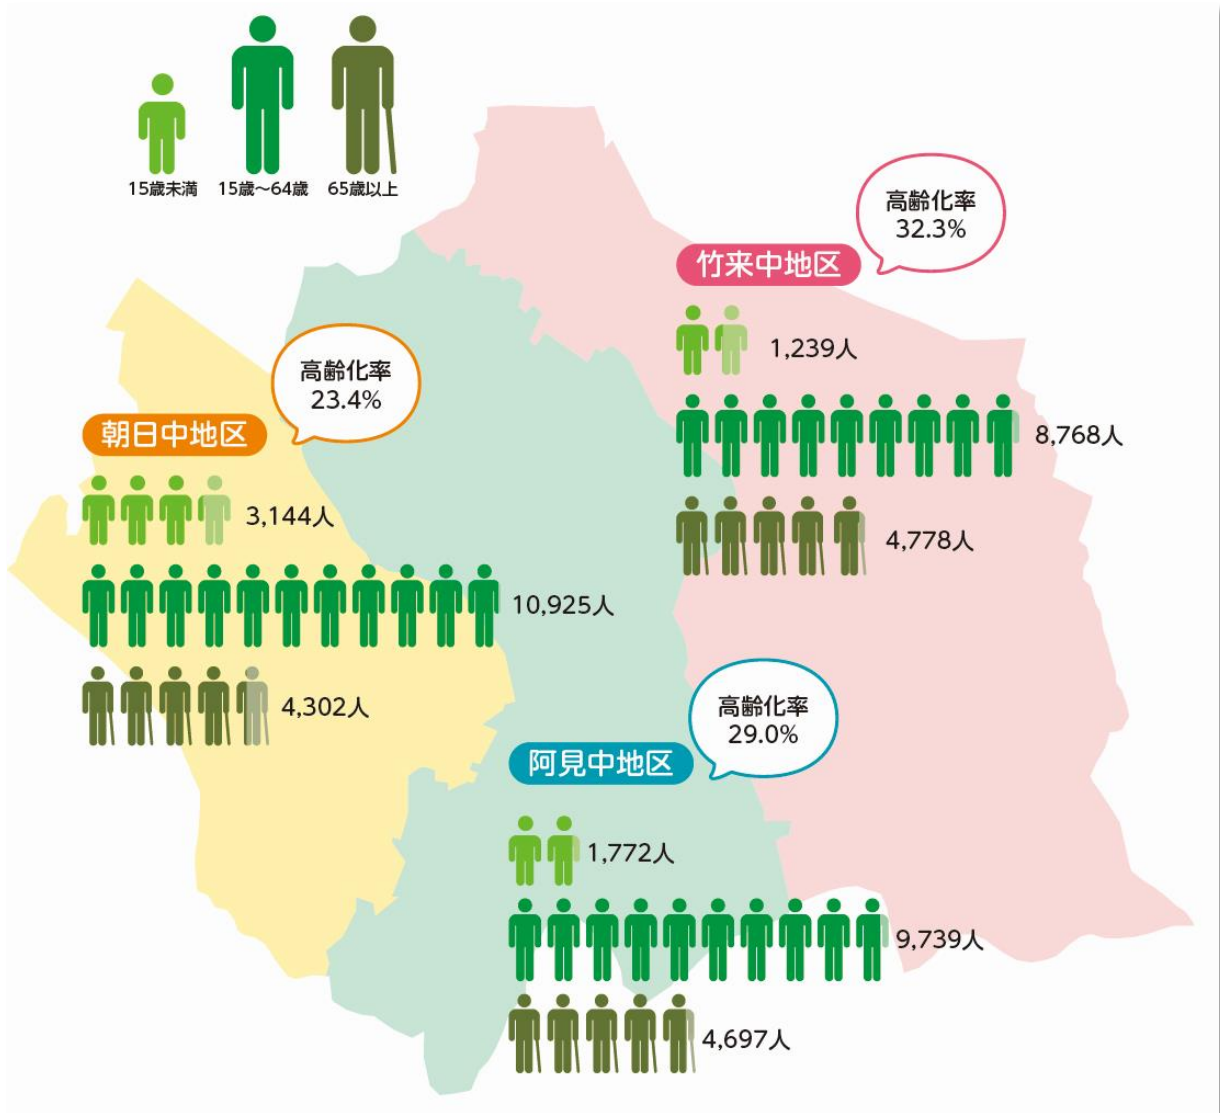 15歳未満
15歳~64歳
65歳以上
高齢化率
32.3%
竹来中地区
1,239人
8,768人
4,778人
高齢化率
23.4%
朝日中地区
3,144人
10,925人
4,302人
高齢化率
29.0%
阿見中地区
1,772人
9,739人
4,697人